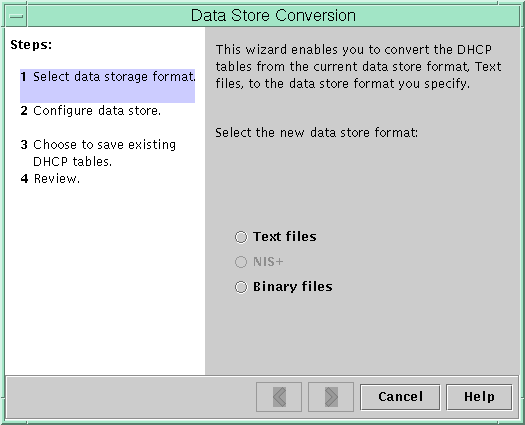 Data Store Conversion
Steps:
1 Select data storage format.
2 Configure data store.
3 Choose to save existing
DHCP tables.
4 Review.
This wizard enables you to convert the DHCP
tables from the current data store format, Text
files, to the data store format you specify.
Select the new data store format:
Text files
NIS+
Binary files
Cancel
Help